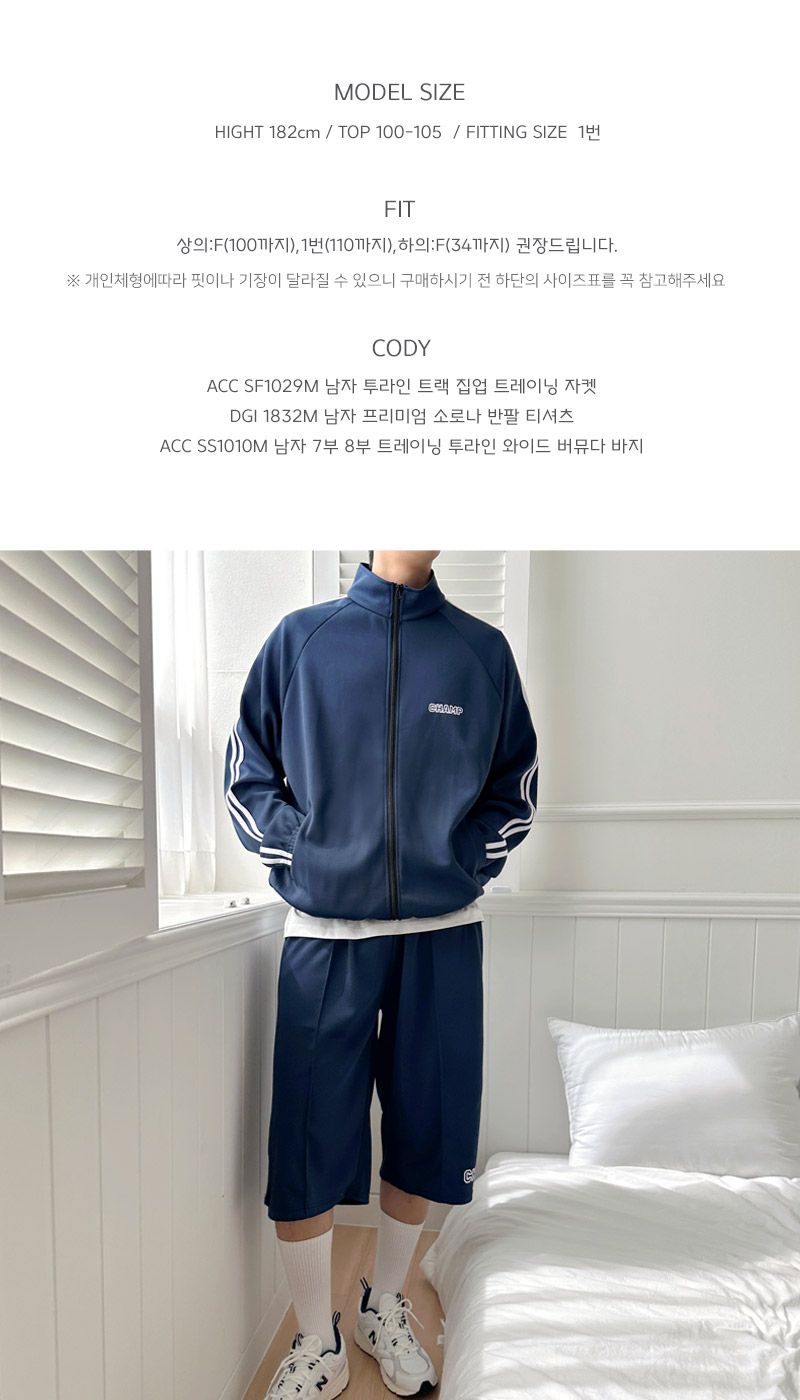 MODEL SIZE
HIGHT 182cm / TOP 100-105 / FITTING SIZE 1번
FIT
상의:F(100까지),1번(110까지),하의:F(34까지) 권장드립니다.
※ 개인체형에따라 핏이나 기장이 달라질 수 있으니 구매하시기 전 하단의 사이즈표를 꼭 참고해주세요
CODY
ACC SF1029M 남자 투라인 트랙 집업 트레이닝 자켓
DGI 1832M 남자 프리미엄 소로나 반팔 티셔츠
ACC SS1010M 남자 7부 8부 트레이닝 투라인 와이드 버뮤다 바지
CHAMP